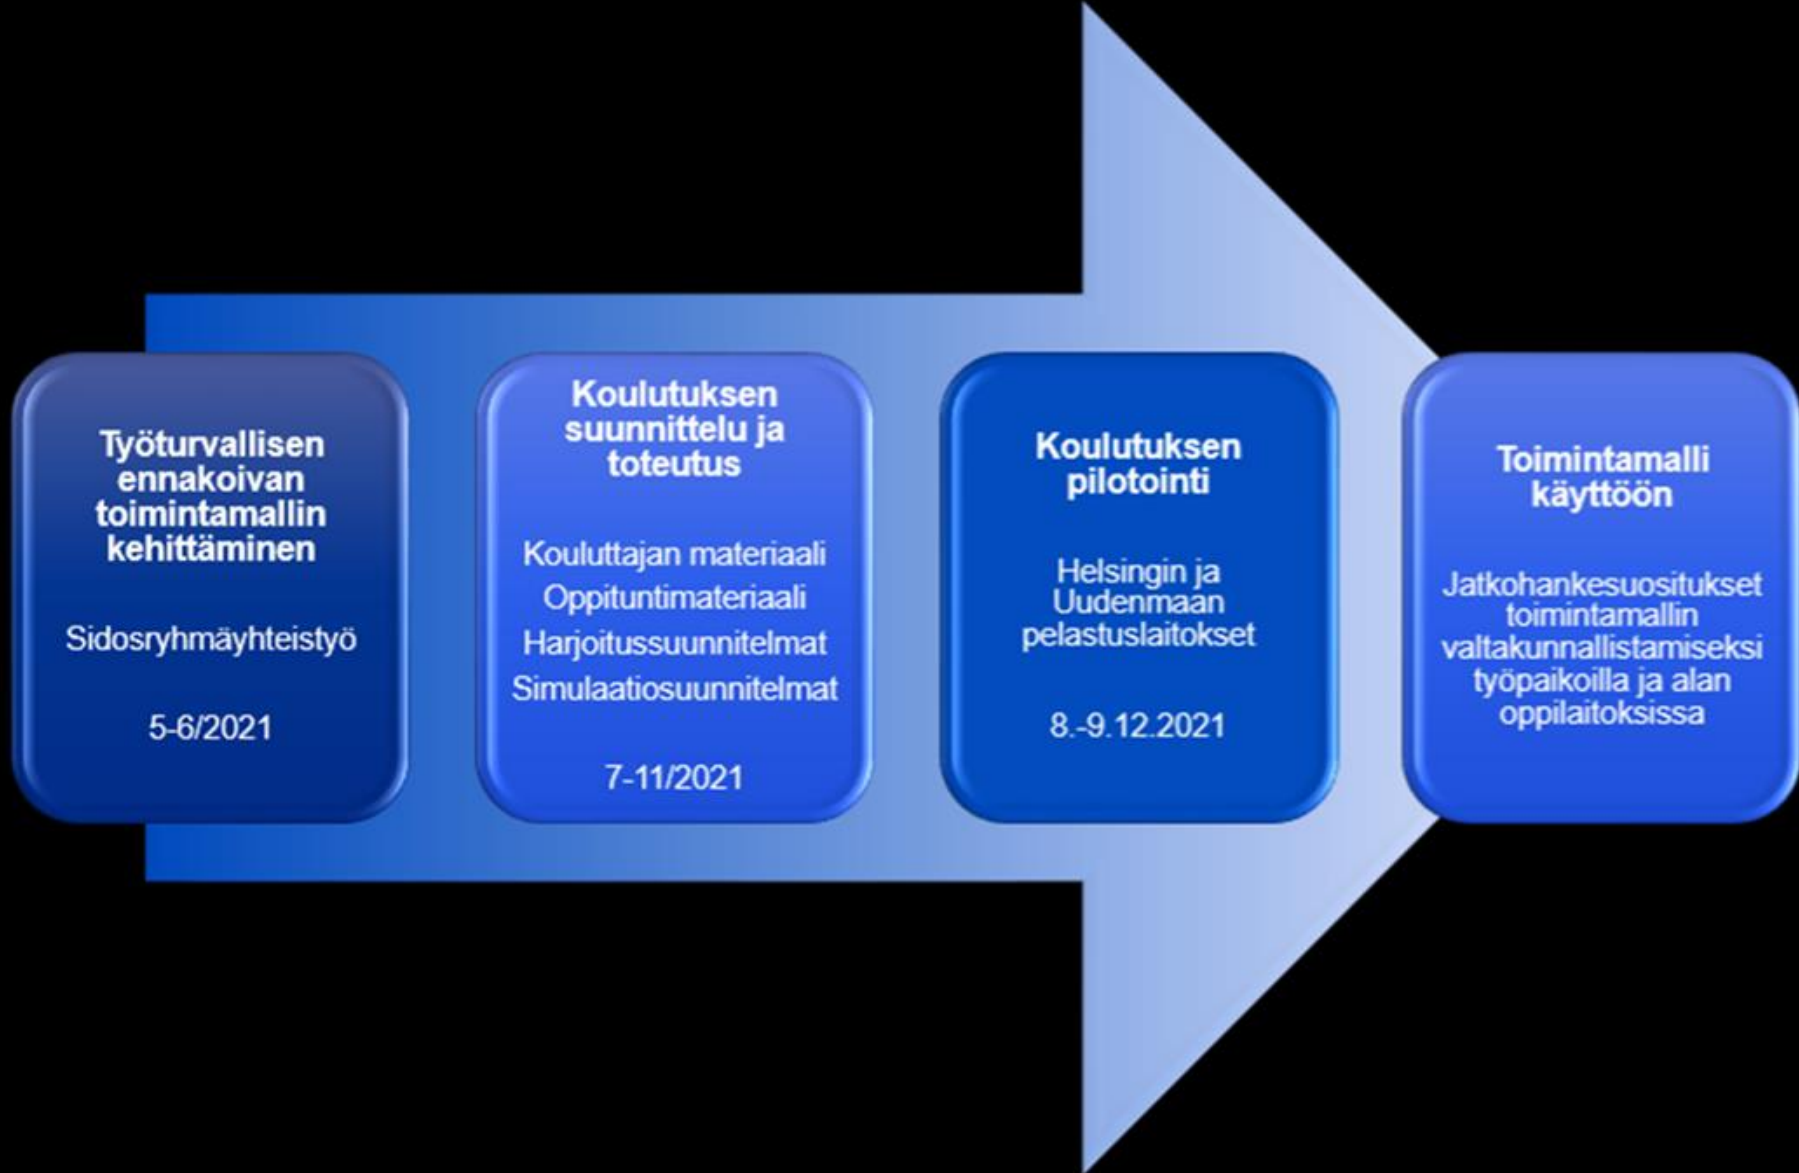 Työturvallisen
ennakoivan
toimintamallin
kehittäminen
Sidosryhmäyhteistyö
5-6/2021
Koulutuksen
suunnittelu ja
toteutus
Kouluttajan materiaali
Oppituntimateriaali
Harjoitussuunnitelmat
Simulaatiosuunnitelmat
7-11/2021
Koulutuksen
pilotointi
Helsingin ja
Uudenmaan
pelastuslaitokset
8.-9.12.2021
Toimintamalli
käyttöön
Jatkohankesuositukset
toimintamallin
valtakunnallistamiseksi
työpaikoilla ja alan
oppilaitoksissa